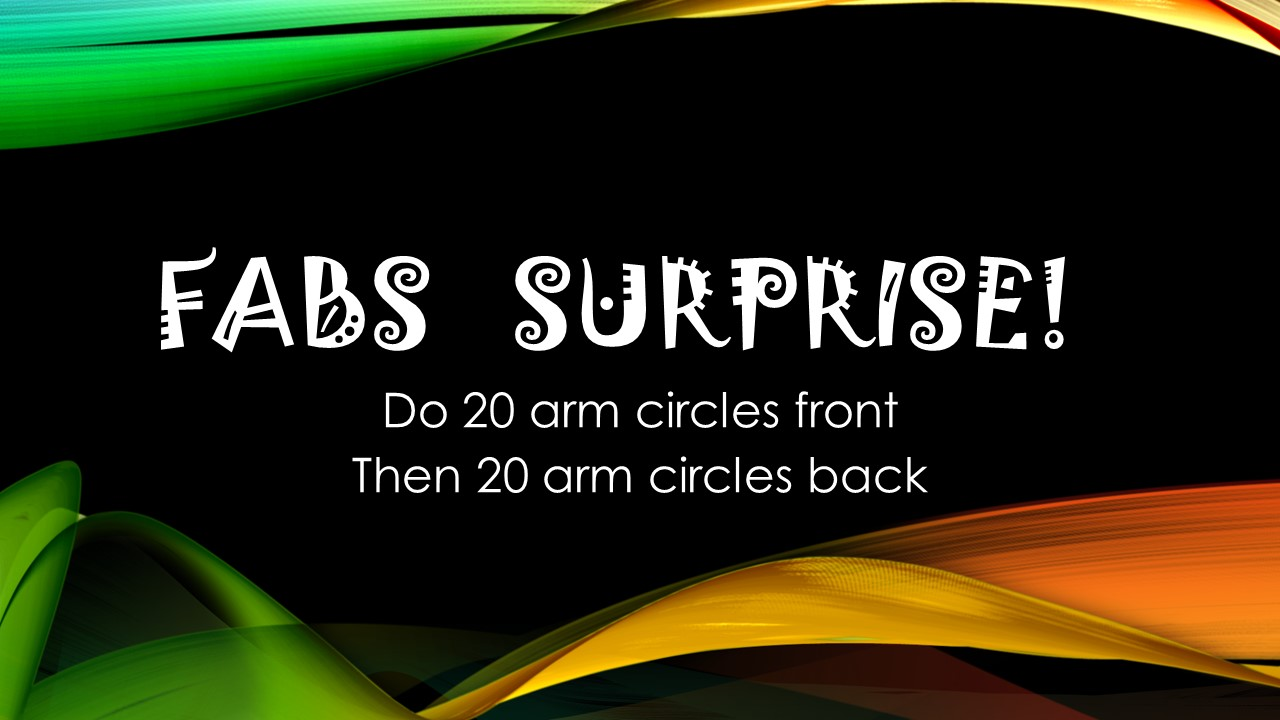 FABS SURPRISE!
Do 20 arm circles front
Then 20 arm circles back